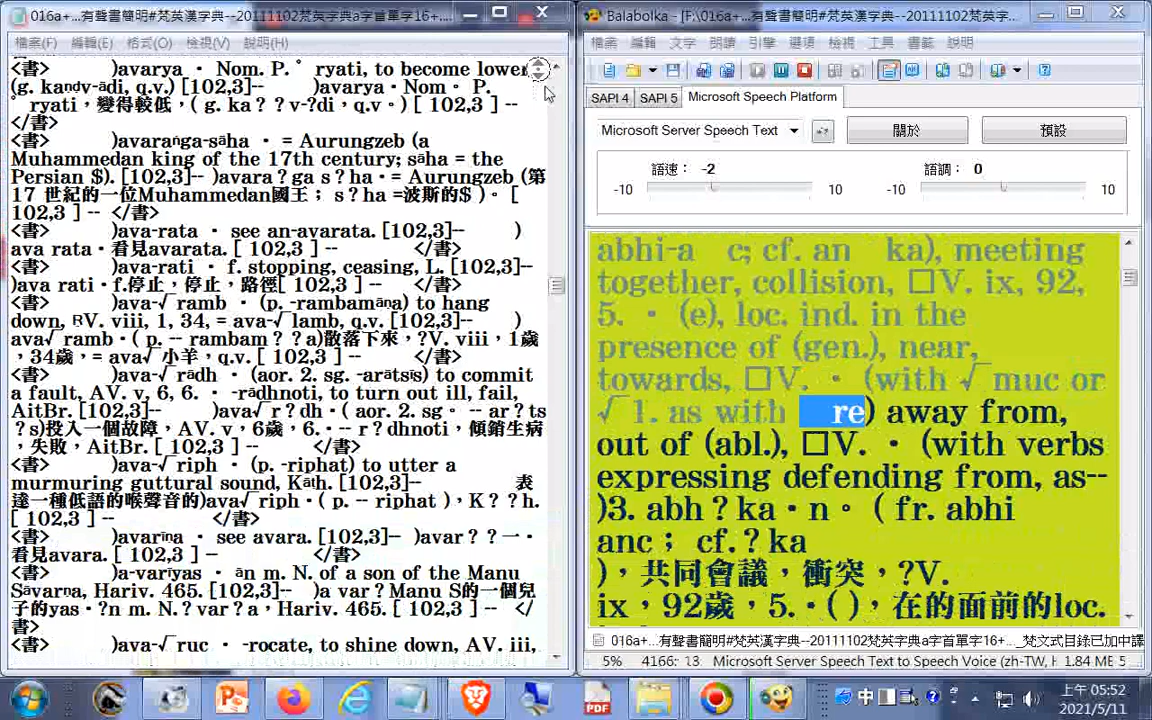 016a+...有聲書簡明#梵英漢字典--20111102梵英字典a字首單字16+...
檔案(F) 編輯(E) 格式(O) 檢視(V) 說明(H)
<書> )avarya · Nom. P. ˚ ryati, to become lower
(g. kaṇḍv-ādi, q.v.) [102,3]-- )avarya · Nom。 P.
˚ ryati，變得較低，( g. ka？？v-?di，q.v。) [ 102,3 ] --
</書>
<書> )avaraṅga-sāha · = Aurungzeb (a
Muhammedan king of the 17th century; sāha = the
Persian $). [102,3]-- )avara？ga s？ha · = Aurungzeb (第
17 世紀的一位Muhammedan國王； s？ha =波斯的$ )。 [
102,3 ] -- </書>
<書> )ava-rata · see an-avarata. [102,3]-- )
ava rata · 看見avarata. [ 102,3 ] -- </書>
<書> )ava-rati · f. stopping, ceasing, L. [102,3]--
)ava rati · f.停止，停止，路徑[ 102,3 ] -- </書>
<書> )ava-√ ramb · (p. -rambamāṇa) to hang
down, ṛV. viii, 1, 34, = ava-√ lamb, q.v. [102,3]-- )
ava√ ramb · ( p. -- rambam？？a)散落下來，?V. viii，1歲
，34歲，= ava√ 小羊，q.v. [ 102,3 ] -- </書>
<書> )ava-√ rādh · (aor. 2. sg. -arātsīs) to commit
a fault, AV. v, 6, 6. · -rādhnoti, to turn out ill, fail,
AitBr. [102,3]-- )ava√ r？dh · ( aor. 2. sg。 -- ar？ts
？s)投入一個故障，AV. v，6歲，6. · -- r？dhnoti，傾銷生病
，失敗，AitBr. [ 102,3 ] -- </書>
<書> )ava-√ riph · (p. -riphat) to utter a
murmuring guttural sound, Kāṭh. [102,3]-- 表
達一種低語的喉聲音的)ava√ riph · ( p. -- riphat )，K？？h.
[ 102,3 ] -- </書>
<書> )avarīṇa · see avara. [102,3]-- )avar？？一 ·
看見avara. [ 102,3 ] -- </書>
<書> )a-varīyas · ān m. N. of a son of the Manu
Sāvarṇa, Hariv. 465. [102,3]-- )a var？Manu S的一個兒
子的yas · ?n m. N.？var？a，Hariv. 465. [ 102,3 ] -- </
書>
<書> )ava-√ ruc · -rocate, to shine down, AV. iii,
Balabolka - [F:\016a+...有聲書簡明#梵英漢字典--20111102梵英字...
檔案 編輯 文字 朗讀 引擎 選項 檢視 工具 書籤 說明
SAPI 4 SAPI 5 Microsoft Speech Platform
Microsoft Server Speech Text 關於 預設
語速： -2 語調： 0
-10 10 -10 10
abhi-a c; cf. an ka), meeting
together, collision, □V. ix, 92,
5. · (e), loc. ind. in the
presence of (gen.), near,
towards, □V. · (with √ muc or
√ 1. as with re) away from,
out of (abl.), □V. · (with verbs
expressing defending from, as--
)3. abh？ka · n。 ( fr. abhi
anc； cf.？ka
)，共同會議，衝突，?V.
ix，92歲，5. · ( )，在的面前的loc.
016a+...有聲書簡明#梵英漢字典--20111102梵英字典a字首單字16+..._梵文式目錄已加中譯
5% 4166: 13 Microsoft Server Speech Text to Speech Voice (zh-TW, H 1.84 ME 5
中
上午 05:52
2021/5/11